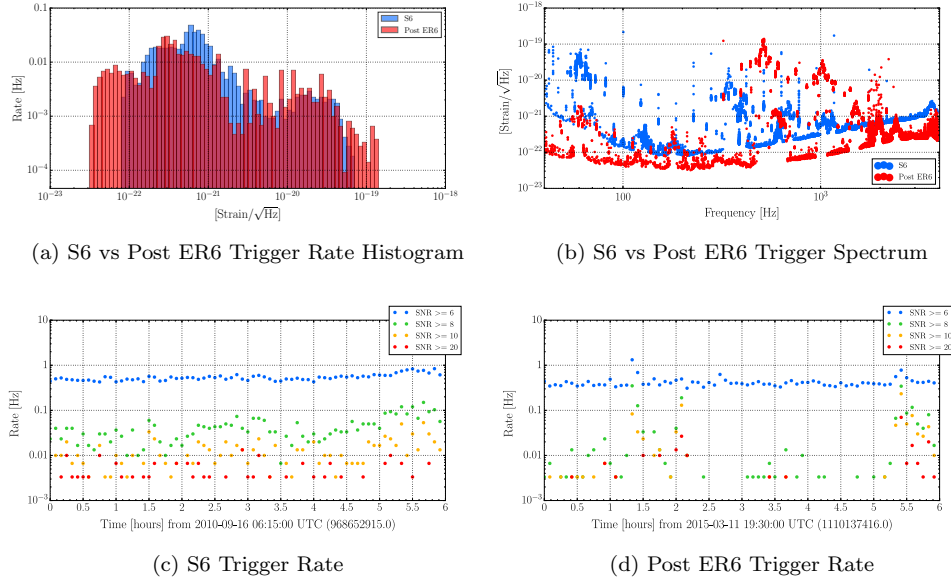 0.1
0.01
10⁻³
10⁻⁴
Rate [Hz]
S6
Post ER6
10⁻²³ 10⁻²² 10⁻²¹ 10⁻²⁰ 10⁻¹⁹ 10⁻¹⁸
[Strain/√Hz]
(a) S6 vs Post ER6 Trigger Rate Histogram
10⁻¹⁸
10⁻¹⁹
10⁻²⁰
10⁻²¹
10⁻²²
10⁻²³
[Strain/√Hz]
S6
Post ER6
100 10³
Frequency [Hz]
(b) S6 vs Post ER6 Trigger Spectrum
SNR >= 6
SNR >= 8
SNR >= 10
SNR >= 20
10
1
0.1
0.01
10⁻³
Rate [Hz]
0 0.5 1 1.5 2 2.5 3 3.5 4 4.5 5 5.5 6
Time [hours] from 2010-09-16 06:15:00 UTC (968652915.0)
(c) S6 Trigger Rate
SNR >= 6
SNR >= 8
SNR >= 10
SNR >= 20
10
1
0.1
0.01
10⁻³
Rate [Hz]
0 0.5 1 1.5 2 2.5 3 3.5 4 4.5 5 5.5 6
Time [hours] from 2015-03-11 19:30:00 UTC (1110137416.0)
(d) Post ER6 Trigger Rate